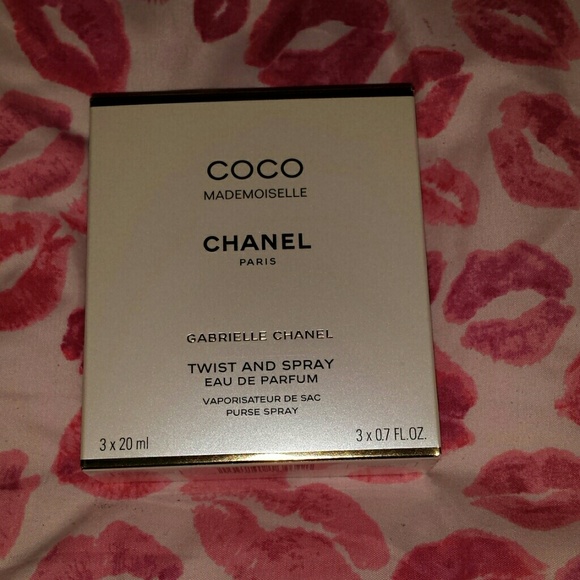 COCO
MADEMOISELLE
CHANEL
PARIS
GABRIELLE CHANEL
TWIST AND SPRAY
EAU DE PARFUM
VAPORISATEUR DE SAC
PURSE SPRAY
3 x 20 ml 3 x 0.7 FL.OZ.